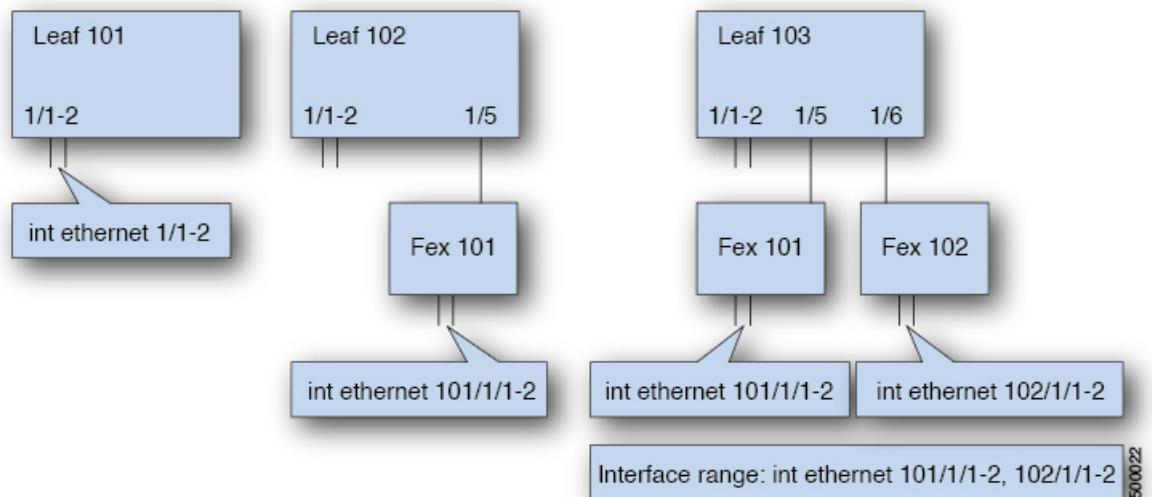 Leaf 101
1/1-2
int ethernet 1/1-2
Leaf 102
1/1-2 1/5
Fex 101
int ethernet 101/1/1-2
Leaf 103
1/1-2 1/5 1/6
Fex 101
Fex 102
int ethernet 101/1/1-2
int ethernet 102/1/1-2
Interface range: int ethernet 101/1/1-2, 102/1/1-2
500022